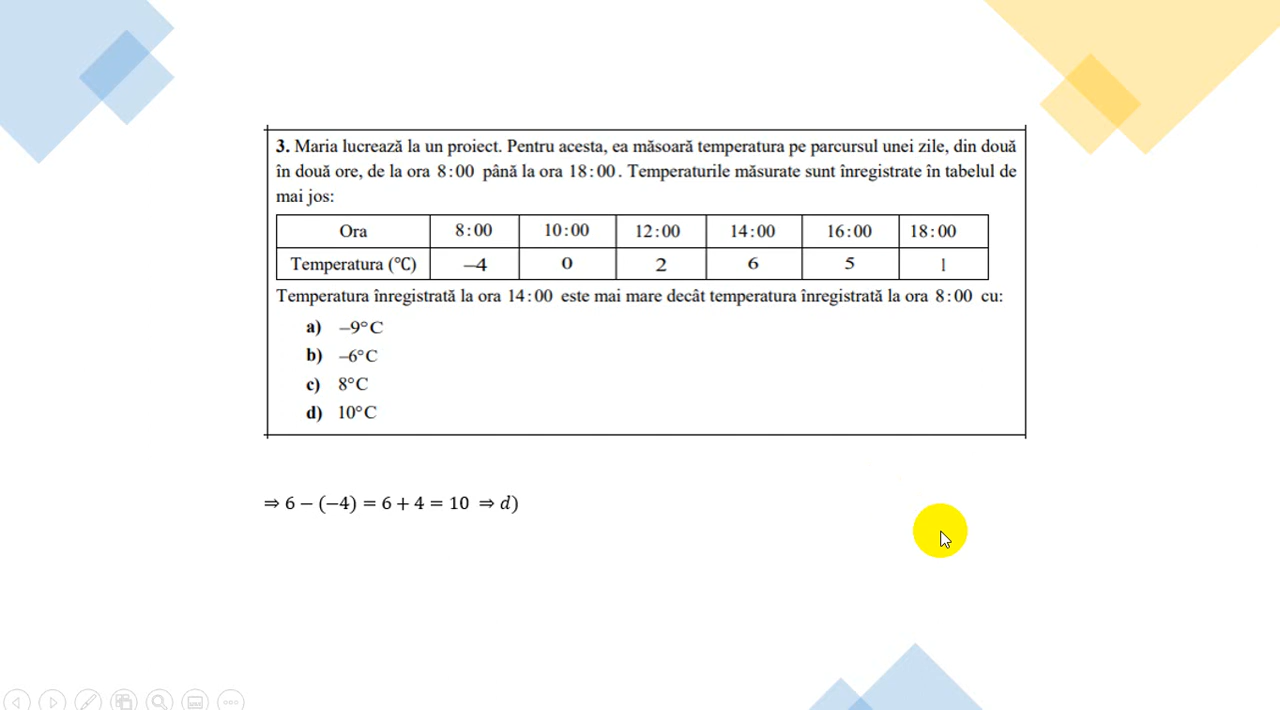 3. Maria lucrează la un proiect. Pentru acesta, ea măsoară temperatura pe parcursul unei zile, din două
în două ore, de la ora 8:00 până la ora 18:00. Temperaturile măsurate sunt înregistrate în tabelul de
mai jos:
Ora 8:00 10:00 12:00 14:00 16:00 18:00
Temperatura (°C) –4 0 2 6 5 1
Temperatura înregistrată la ora 14:00 este mai mare decât temperatura înregistrată la ora 8:00 cu:
a) –9°C
b) –6°C
c) 8°C
d) 10°C
⇒ 6 − (−4) = 6 + 4 = 10 ⇒ d)